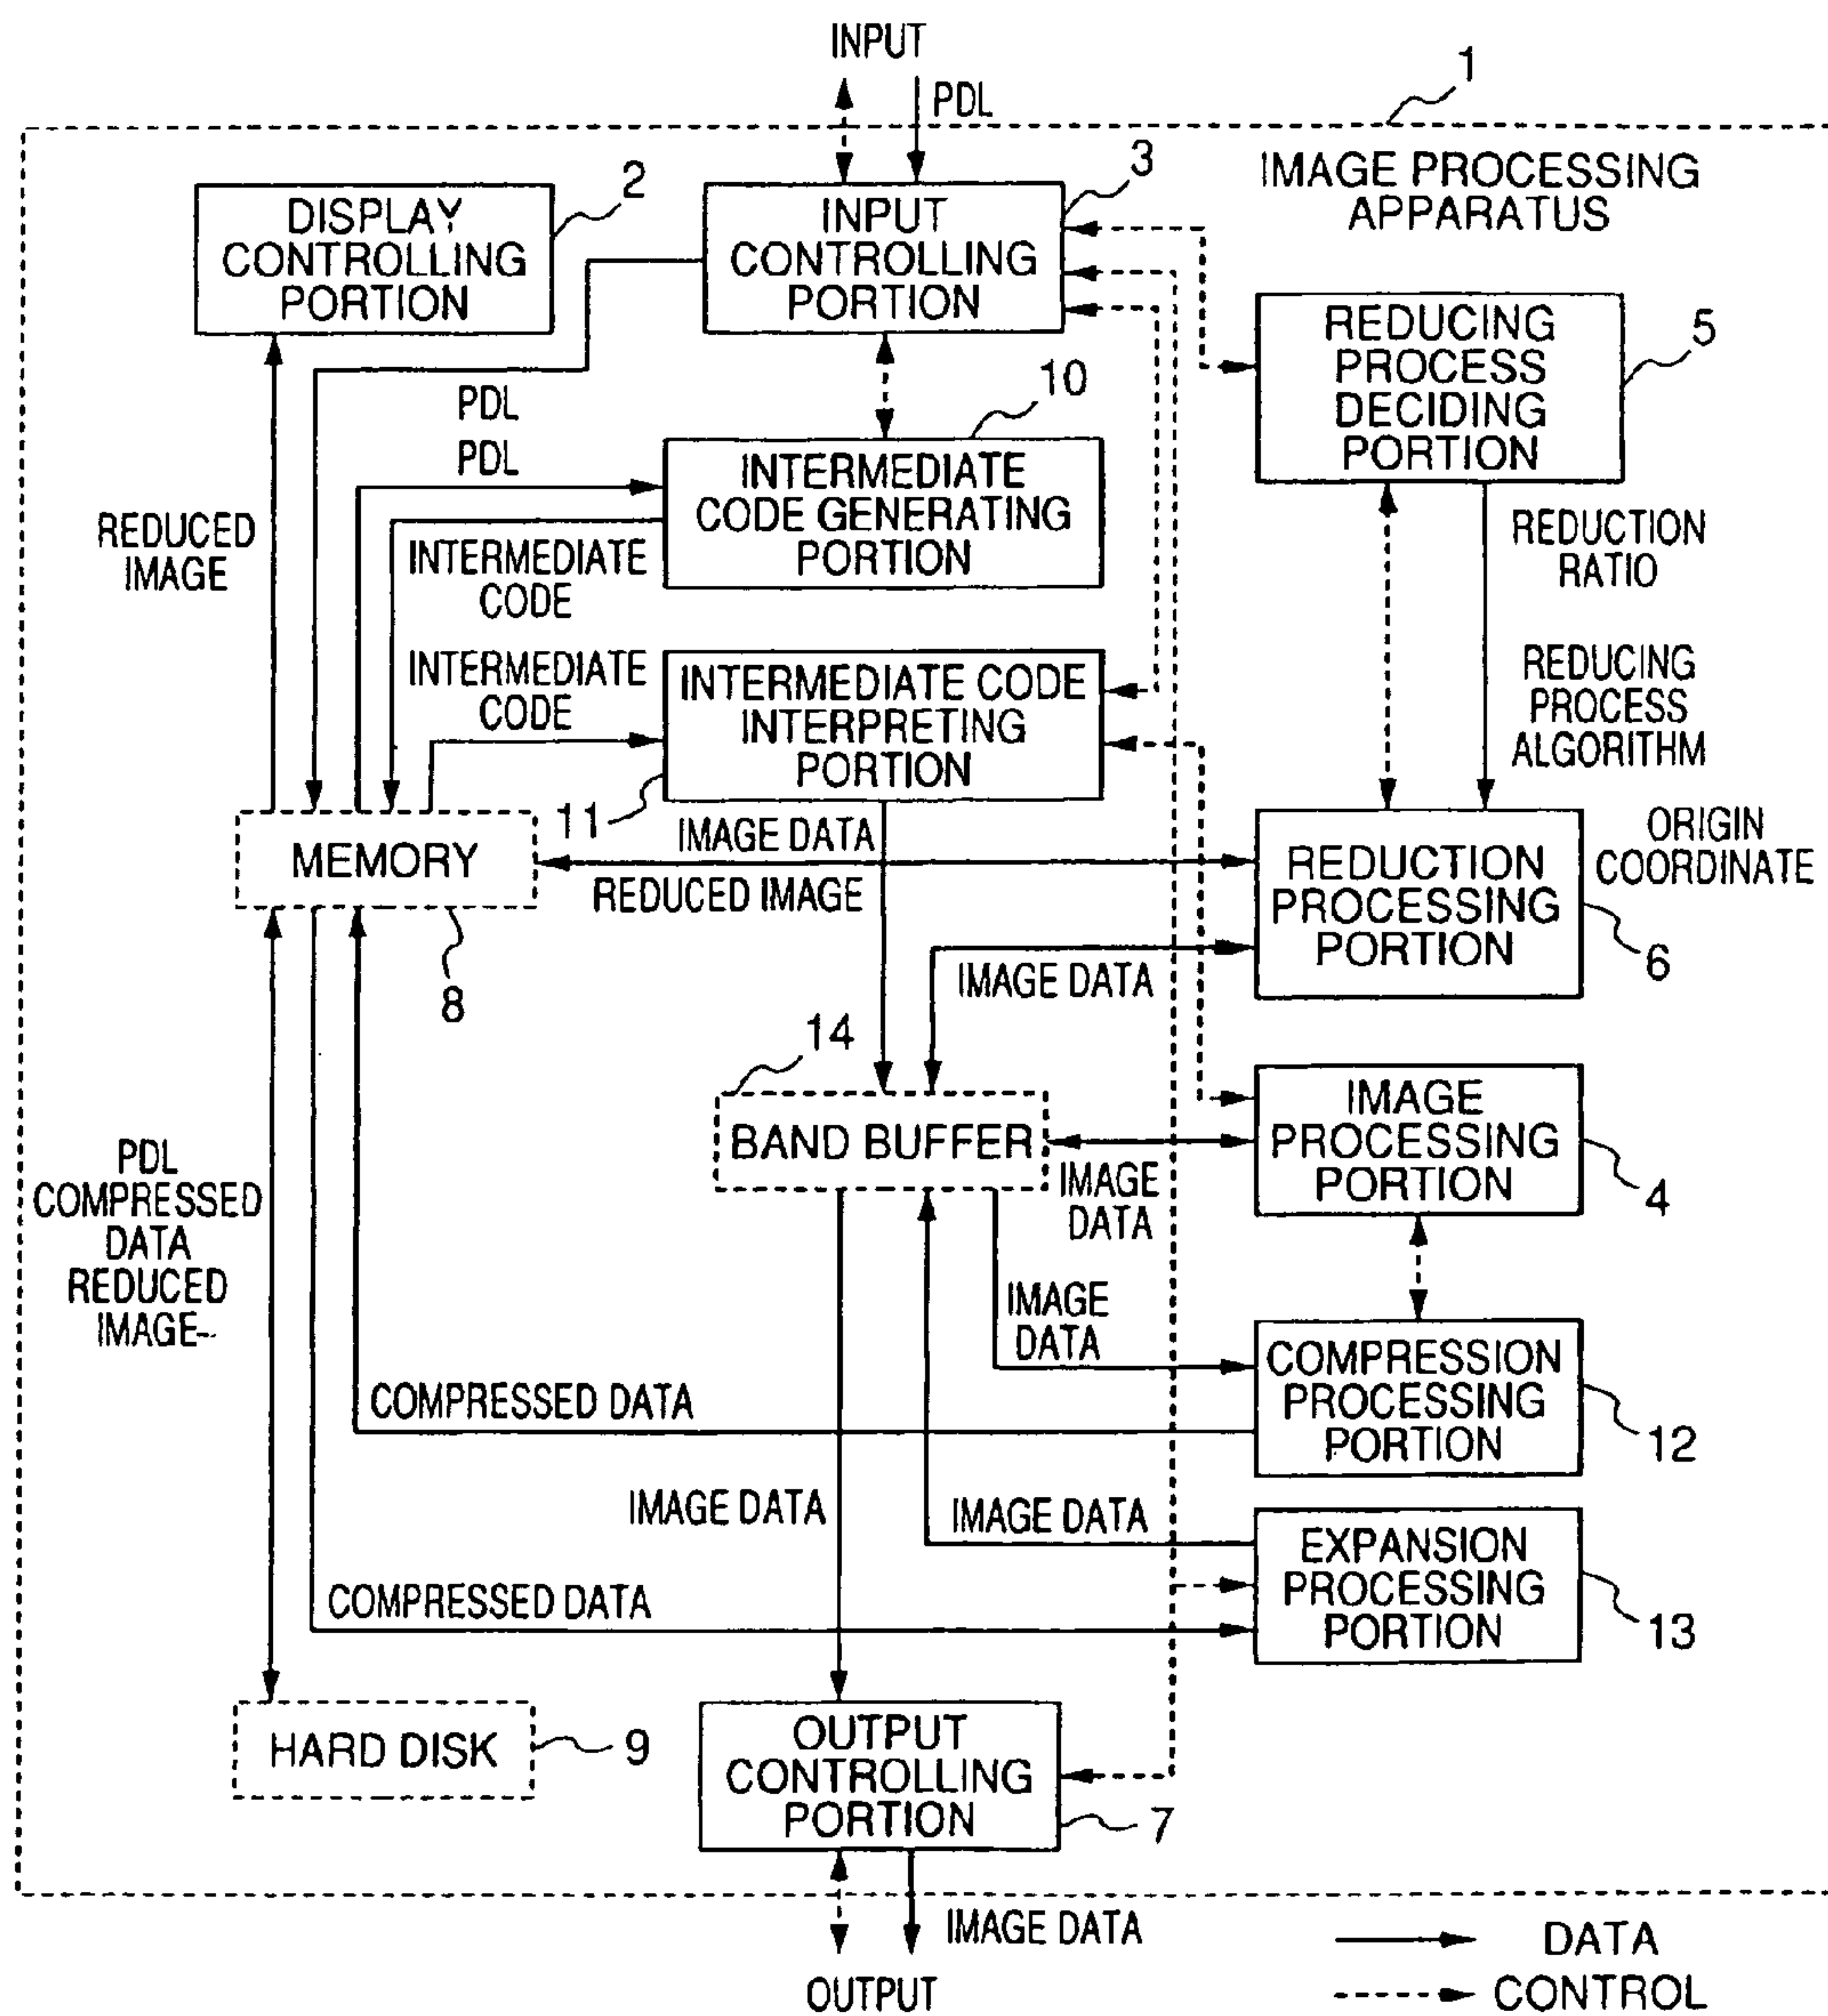 INPUT
PDL
1
IMAGE PROCESSING
APPARATUS
DISPLAY
CONTROLLING
PORTION
2
INPUT
CONTROLLING
PORTION
3
REDUCING
PROCESS
DECIDING
PORTION
5
PDL
PDL
10
INTERMEDIATE
CODE GENERATING
PORTION
REDUCED
IMAGE
INTERMEDIATE
CODE
REDUCTION
RATIO
INTERMEDIATE
CODE
INTERMEDIATE CODE
INTERPRETING
PORTION
11
REDUCING
PROCESS
ALGORITHM
MEMORY
8
IMAGE DATA
REDUCED IMAGE
REDUCTION
PROCESSING
PORTION
6
ORIGIN
COORDINATE
IMAGE DATA
14
BAND BUFFER
IMAGE
DATA
IMAGE
PROCESSING
PORTION
4
PDL
COMPRESSED
DATA
REDUCED
IMAGE--
IMAGE
DATA
COMPRESSION
PROCESSING
PORTION
12
COMPRESSED DATA
IMAGE DATA
IMAGE DATA
EXPANSION
PROCESSING
PORTION
13
COMPRESSED DATA
HARD DISK
9
OUTPUT
CONTROLLING
PORTION
7
IMAGE DATA
OUTPUT
DATA
CONTROL